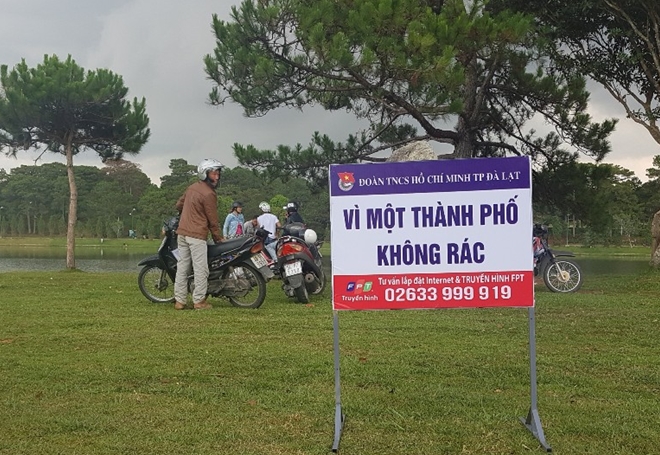 ĐOÀN TNCS HỒ CHÍ MINH TP ĐÀ LẠT
VÌ MỘT THÀNH PHỐ
KHÔNG RÁC
Tư vấn lắp đặt Internet & TRUYỀN HÌNH FPT
FPT
Truyền hình
02633 999 919